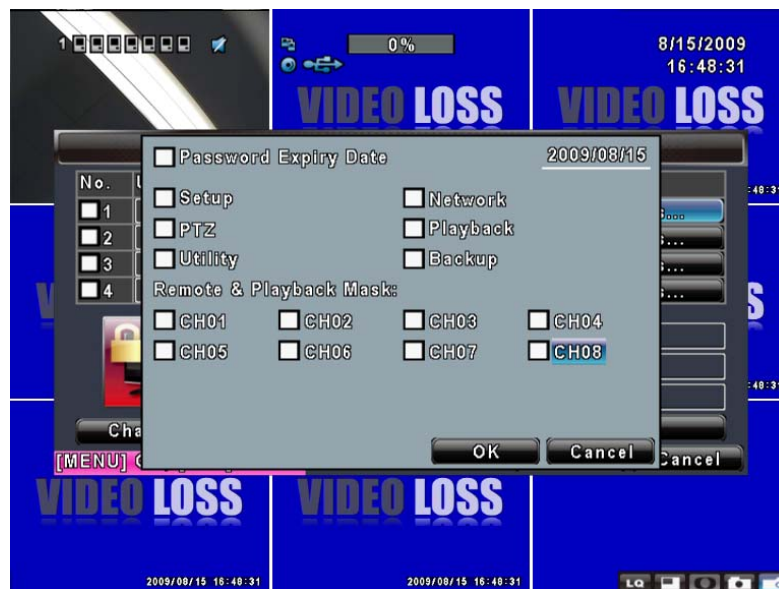 1
0%
8/15/2009
16:48:31
VIDEO LOSS
VIDEO LOSS
Password Expiry Date 2009/08/15
No.
Setup Network
1
PTZ Playback
2
Utility Backup
3
4 Remote & Playback Mask:
CH01 CH02 CH03 CH04
CH05 CH06 CH07 CH08
OK Cancel
[MENU] Cancel
VIDEO LOSS VIDEO LOSS
2009/08/15 16:48:31 2009/08/15 16:48:31
LQ